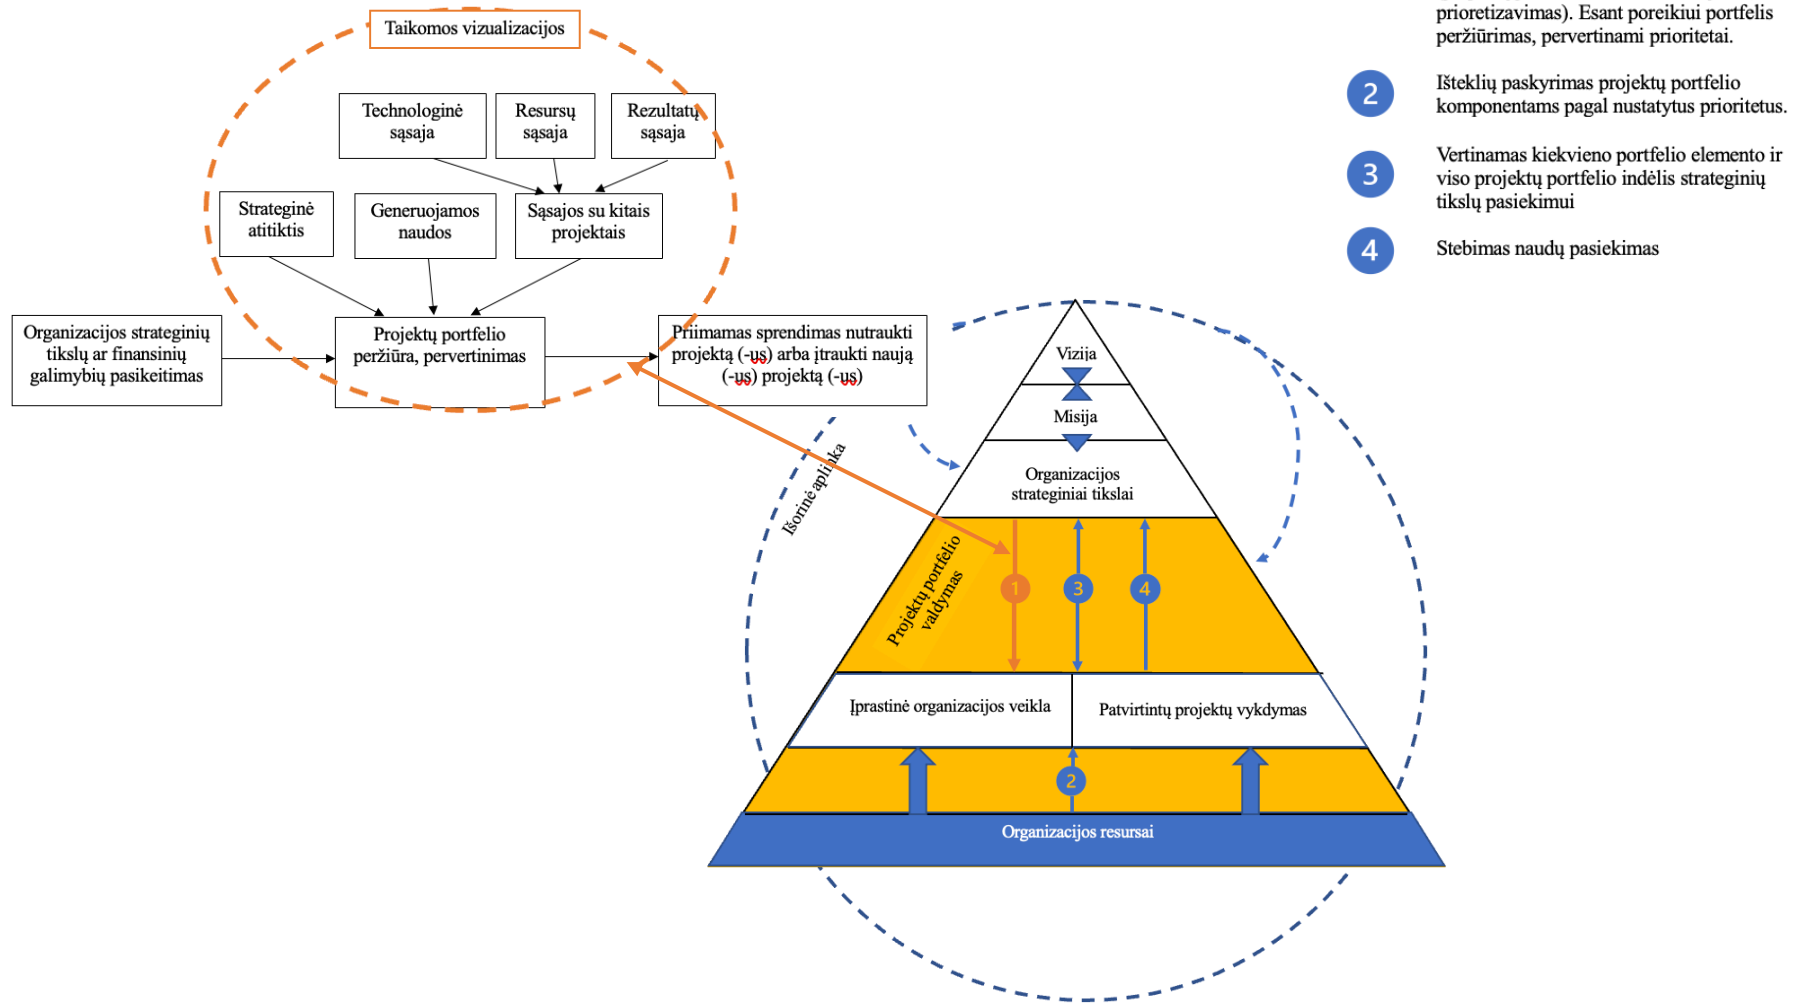 Taikomos vizualizacijos
Technologinė
sąsaja
Resursų
sąsaja
Rezultatų
sąsaja
Strateginė
atitiktis
Generuojamos
naudos
Sąsajos su kitais
projektais
Organizacijos strateginių
tikslų ar finansinių
galimybių pasikeitimas
Projektų portfelio
peržiūra, pervertinimas
Priimamas sprendimas nutraukti
projektą (-us) arba įtraukti naują
(-us) projektą (-us)
prioretizavimas). Esant poreikiui portfelis
peržiūrimas, pervertinami prioritetai.
2
Išteklių paskyrimas projektų portfelio
komponentams pagal nustatytus prioritetus.
3
Vertinamas kiekvieno portfelio elemento ir
viso projektų portfelio indėlis strateginių
tikslų pasiekimui
4
Stebimas naudų pasiekimas
Išorinė aplinka
Vizija
Misija
Organizacijos
strateginiai tikslai
Projektų portfelio
valdymas
1
3
4
Įprastinė organizacijos veikla
Patvirtintų projektų vykdymas
2
Organizacijos resursai